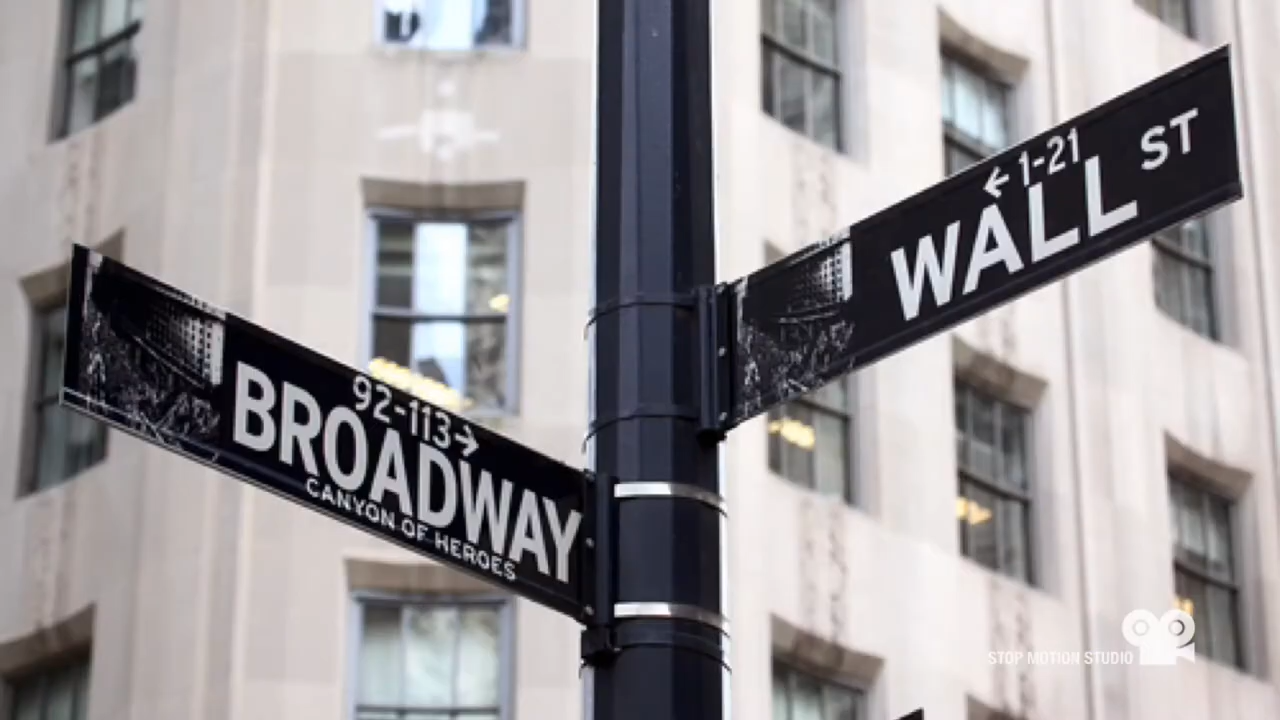 92-113→
BROADWAY
CANYON OF HEROES
←1-21
WALL ST
STOP MOTION STUDIO